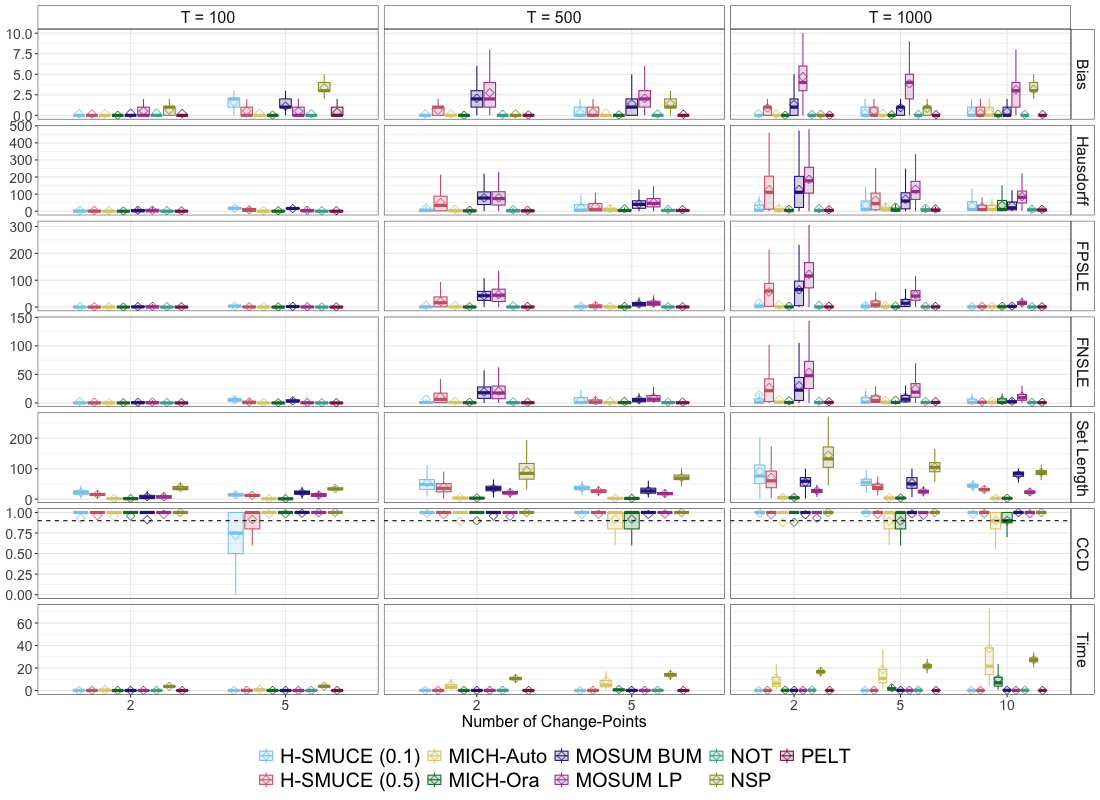 T = 100
T = 500
T = 1000
10.0
7.5
5.0
2.5
0.0
Bias
500
400
300
200
100
0
Hausdorff
300
200
100
0
FPSLE
150
100
50
0
FNSLE
200
100
0
Set Length
1.00
0.75
0.50
0.25
0.00
CCD
60
40
20
0
Time
2
5
2
5
2
5
10
Number of Change-Points
H-SMUCE (0.1)
MICH-Auto
MOSUM BUM
NOT
PELT
H-SMUCE (0.5)
MICH-Ora
MOSUM LP
NSP